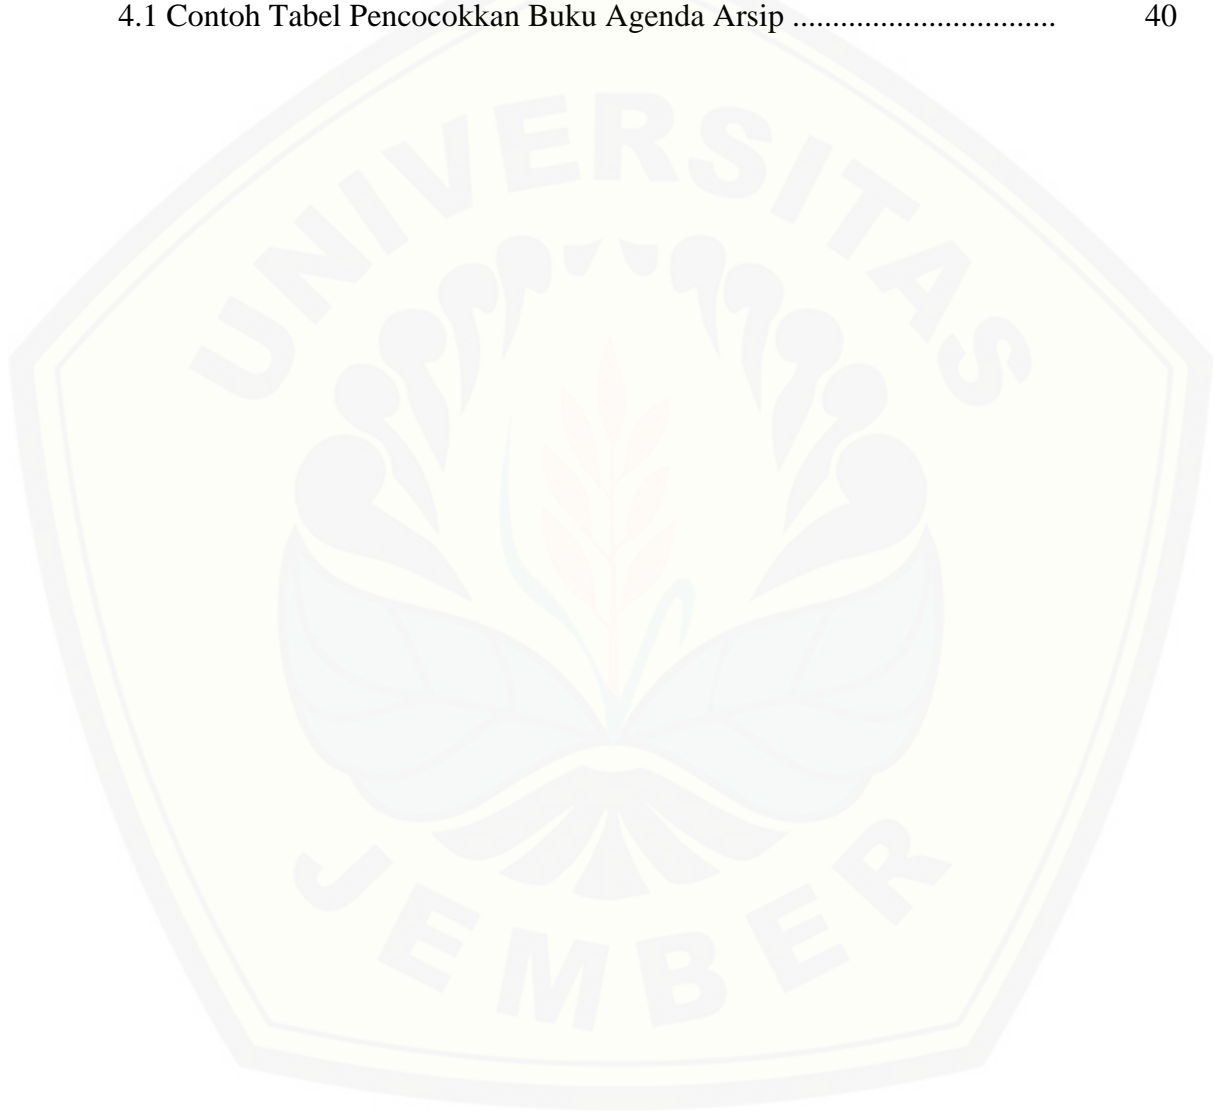 4.1 Contoh Tabel Pencocokkan Buku Agenda Arsip ................................ 40
UNIVERSITAS
JEMBER